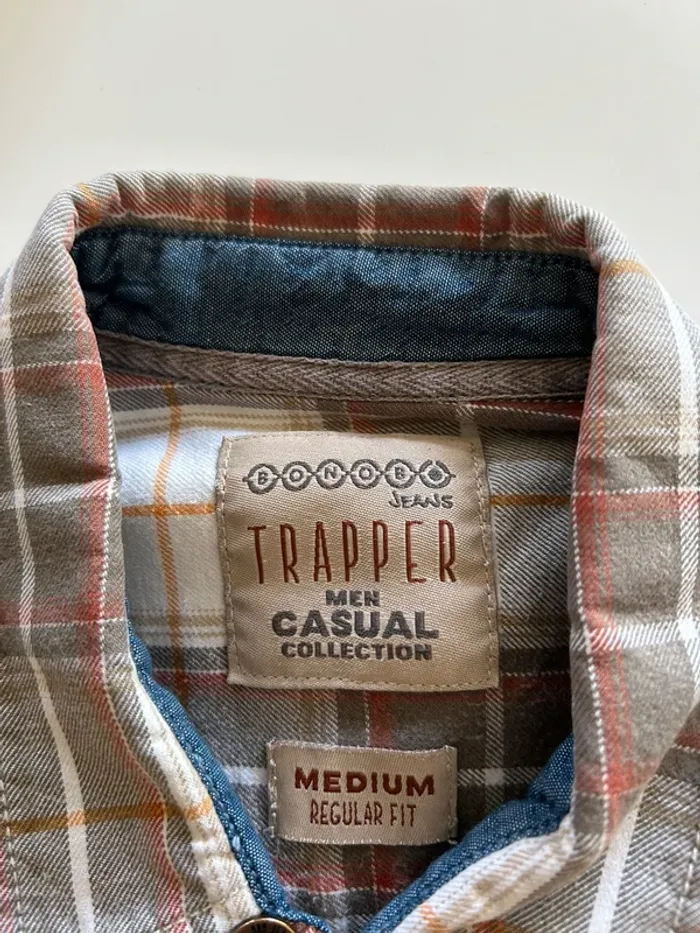 BONOBO
JEANS
TRAPPER
MEN
CASUAL
COLLECTION
MEDIUM
REGULAR FIT